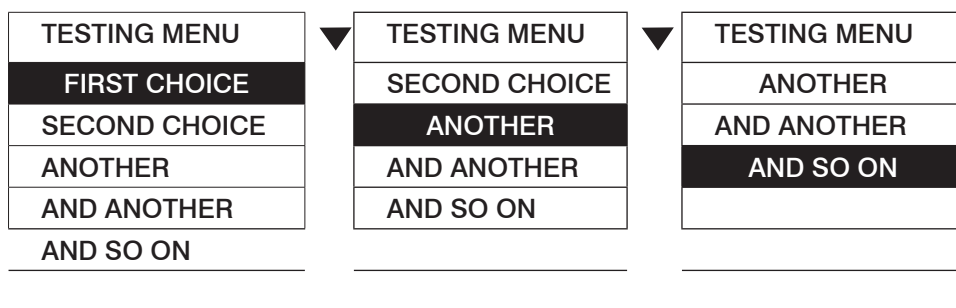 TESTING MENU
FIRST CHOICE
SECOND CHOICE
ANOTHER
AND ANOTHER
AND SO ON
TESTING MENU
SECOND CHOICE
ANOTHER
AND ANOTHER
AND SO ON
TESTING MENU
ANOTHER
AND ANOTHER
AND SO ON